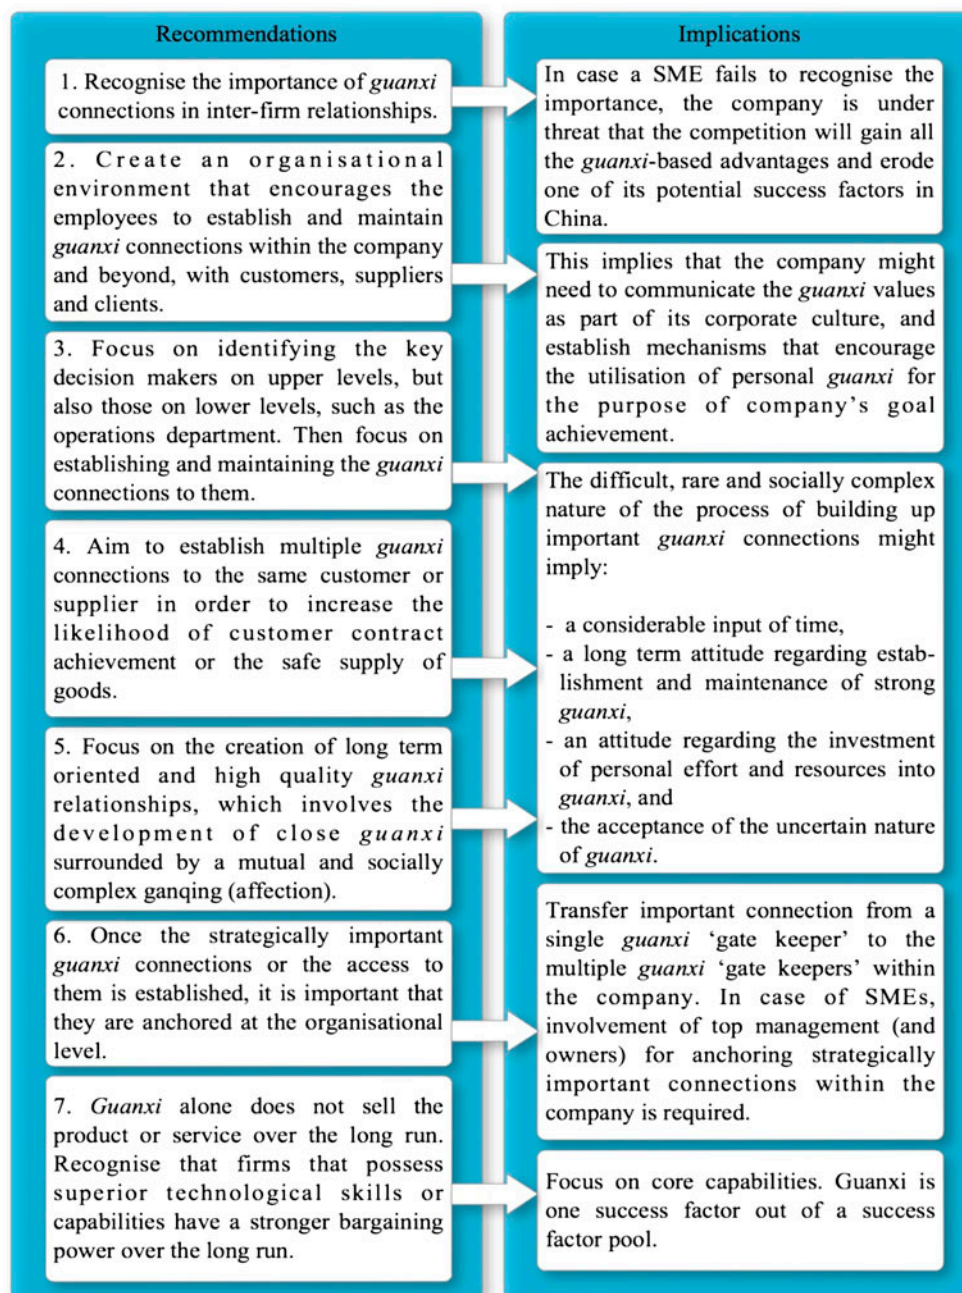 Recommendations
1. Recognise the importance of guanxi
connections in inter-firm relationships.
2. Create an organisational
environment that encourages the
employees to establish and maintain
guanxi connections within the company
and beyond, with customers, suppliers
and clients.
3. Focus on identifying the key
decision makers on upper levels, but
also those on lower levels, such as the
operations department. Then focus on
establishing and maintaining the guanxi
connections to them.
4. Aim to establish multiple guanxi
connections to the same customer or
supplier in order to increase the
likelihood of customer contract
achievement or the safe supply of
goods.
5. Focus on the creation of long term
oriented and high quality guanxi
relationships, which involves the
development of close guanxi
surrounded by a mutual and socially
complex ganqing (affection).
6. Once the strategically important
guanxi connections or the access to
them is established, it is important that
they are anchored at the organisational
level.
7. Guanxi alone does not sell the
product or service over the long run.
Recognise that firms that possess
superior technological skills or
capabilities have a stronger bargaining
power over the long run.
Implications
In case a SME fails to recognise the
importance, the company is under
threat that the competition will gain all
the guanxi-based advantages and erode
one of its potential success factors in
China.
This implies that the company might
need to communicate the guanxi values
as part of its corporate culture, and
establish mechanisms that encourage
the utilisation of personal guanxi for
the purpose of company's goal
achievement.
The difficult, rare and socially complex
nature of the process of building up
important guanxi connections might
imply:
- a considerable input of time,
- a long term attitude regarding estab-
lishment and maintenance of strong
guanxi,
- an attitude regarding the investment
of personal effort and resources into
guanxi, and
- the acceptance of the uncertain nature
of guanxi.
Transfer important connection from a
single guanxi ‘gate keeper’ to the
multiple guanxi ‘gate keepers’ within
the company. In case of SMEs,
involvement of top management (and
owners) for anchoring strategically
important connections within the
company is required.
Focus on core capabilities. Guanxi is
one success factor out of a success
factor pool.